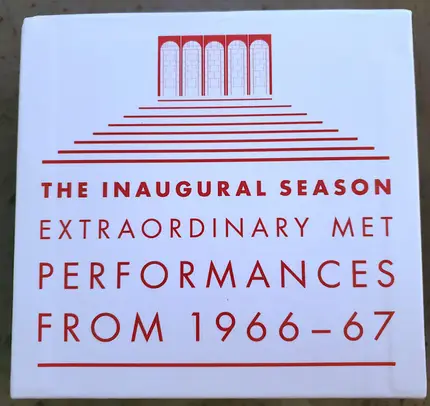 THE INAUGURAL SEASON
EXTRAORDINARY MET
PERFORMANCES
FROM 1966–67